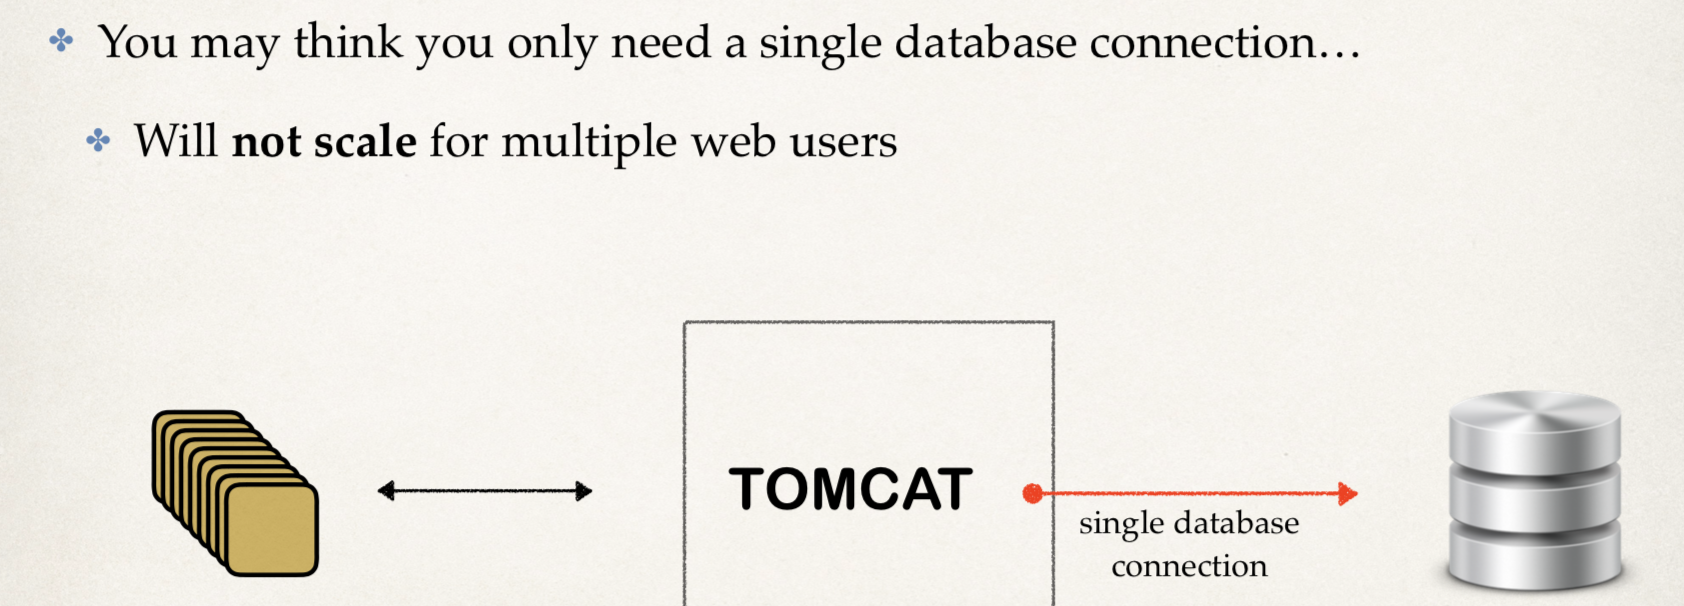 You may think you only need a single database connection…
Will not scale for multiple web users
TOMCAT
single database
connection